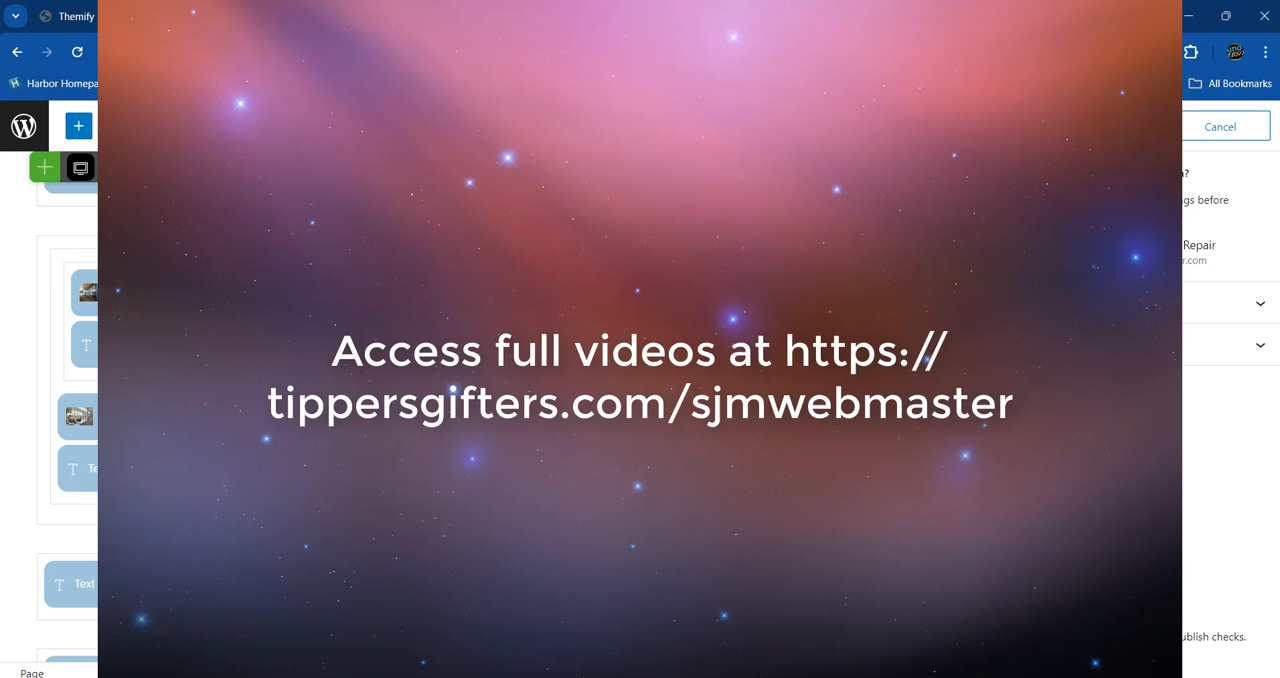 Themify
Harbor Homepa
All Bookmarks
Cancel
?
gs before
Repair
r.com
Access full videos at https://
tippersgifters.com/sjmwebmaster
Te
Text
ublish checks.
Page